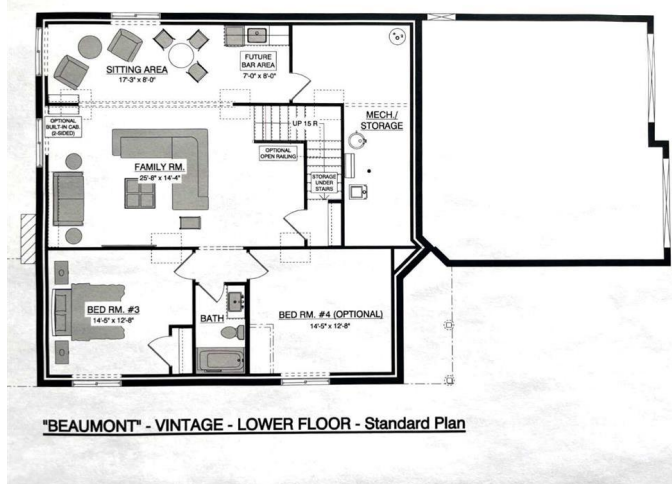 SITTING AREA
17'-3" x 8'-0"
FUTURE
BAR AREA
7'-0" x 8'-0"
MECH./
STORAGE
OPTIONAL
BUILT-IN CAB.
(2-SIDED)
UP 15 R
OPTIONAL
OPEN RAILING
FAMILY RM.
25'-8" x 14'-4"
STORAGE
UNDER
STAIRS
BED RM. #3
14'-5" x 12'-8"
BATH
BED RM. #4 (OPTIONAL)
14'-5" x 12'-8"
"BEAUMONT" - VINTAGE - LOWER FLOOR - Standard Plan